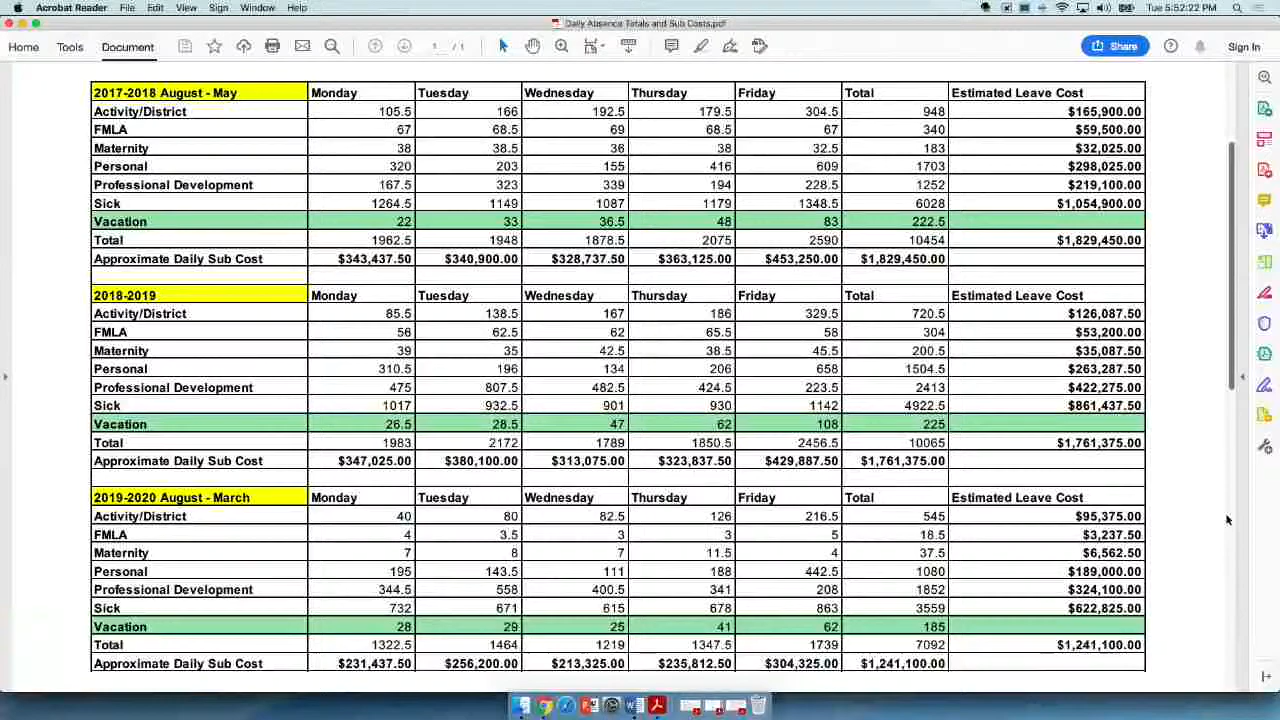 Acrobat Reader File Edit View Sign Window Help Tue 5:52:22 PM
Daily Absence Totals and Sub Costs.pdf
Home Tools Document 1 / 1 Share Sign In
2017-2018 August - May Monday Tuesday Wednesday Thursday Friday Total Estimated Leave Cost
Activity/District 105.5 166 192.5 179.5 304.5 948 $165,900.00
FMLA 67 68.5 69 68.5 67 340 $59,500.00
Maternity 38 38.5 36 38 32.5 183 $32,025.00
Personal 320 203 155 416 609 1703 $298,025.00
Professional Development 167.5 323 339 194 228.5 1252 $219,100.00
Sick 1264.5 1149 1087 1179 1348.5 6028 $1,054,900.00
Vacation 22 33 36.5 48 83 222.5
Total 1962.5 1948 1878.5 2075 2590 10454 $1,829,450.00
Approximate Daily Sub Cost $343,437.50 $340,900.00 $328,737.50 $363,125.00 $453,250.00 $1,829,450.00
2018-2019 Monday Tuesday Wednesday Thursday Friday Total Estimated Leave Cost
Activity/District 85.5 138.5 167 186 329.5 720.5 $126,087.50
FMLA 56 62.5 62 65.5 58 304 $53,200.00
Maternity 39 35 42.5 38.5 45.5 200.5 $35,087.50
Personal 310.5 196 134 206 658 1504.5 $263,287.50
Professional Development 475 807.5 482.5 424.5 223.5 2413 $422,275.00
Sick 1017 932.5 901 930 1142 4922.5 $861,437.50
Vacation 26.5 28.5 47 62 108 225
Total 1983 2172 1789 1850.5 2456.5 10065 $1,761,375.00
Approximate Daily Sub Cost $347,025.00 $380,100.00 $313,075.00 $323,837.50 $429,887.50 $1,761,375.00
2019-2020 August - March Monday Tuesday Wednesday Thursday Friday Total Estimated Leave Cost
Activity/District 40 80 82.5 126 216.5 545 $95,375.00
FMLA 4 3.5 3 3 5 18.5 $3,237.50
Maternity 7 8 7 11.5 4 37.5 $6,562.50
Personal 195 143.5 111 188 442.5 1080 $189,000.00
Professional Development 344.5 558 400.5 341 208 1852 $324,100.00
Sick 732 671 615 678 863 3559 $622,825.00
Vacation 28 29 25 41 62 185
Total 1322.5 1464 1219 1347.5 1739 7092 $1,241,100.00
Approximate Daily Sub Cost $231,437.50 $256,200.00 $213,325.00 $235,812.50 $304,325.00 $1,241,100.00